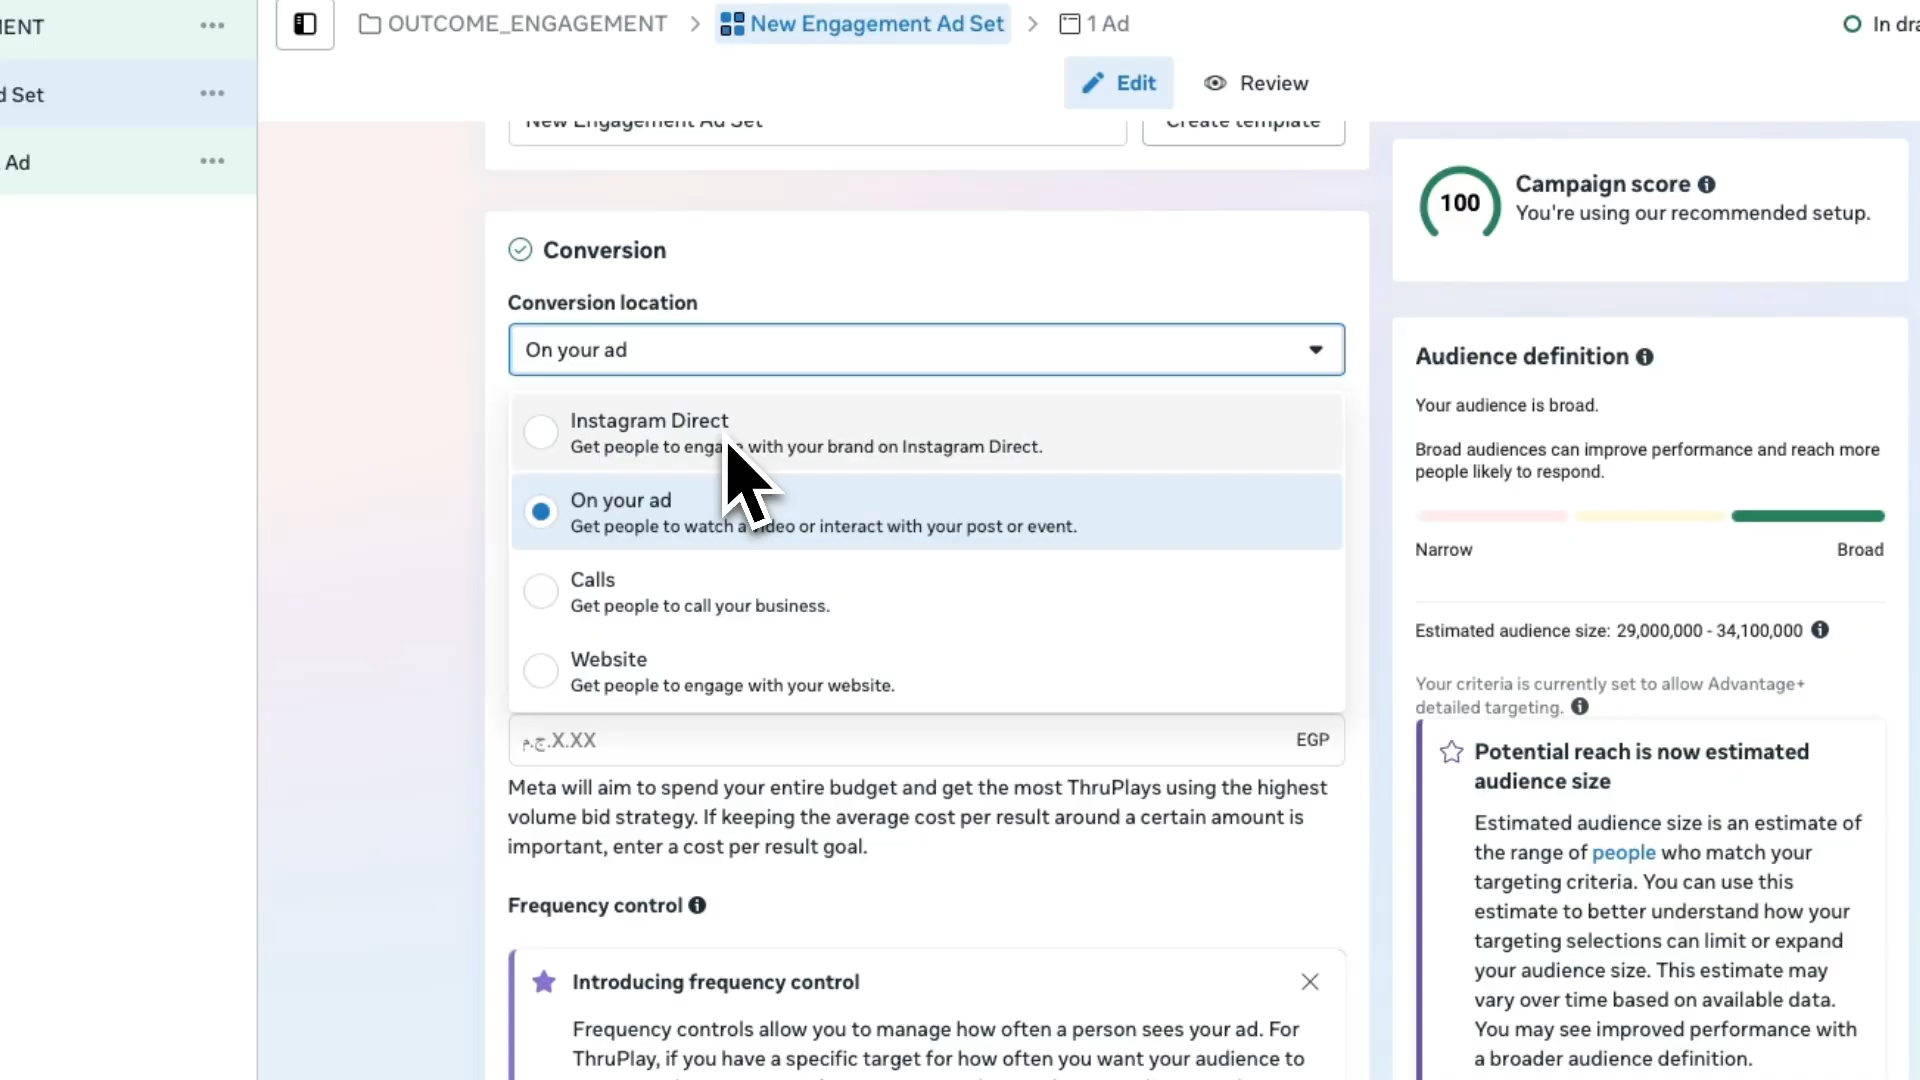 ENT
OUTCOME_ENGAGEMENT
New Engagement Ad Set
1 Ad
In dra
d Set
Edit
Review
New Engagement Ad Set
Create template
Ad
Conversion
Conversion location
On your ad
Instagram Direct
Get people to engage with your brand on Instagram Direct.
On your ad
Get people to watch a video or interact with your post or event.
Calls
Get people to call your business.
Website
Get people to engage with your website.
ج.م.X.XX
EGP
Meta will aim to spend your entire budget and get the most ThruPlays using the highest
volume bid strategy. If keeping the average cost per result around a certain amount is
important, enter a cost per result goal.
Frequency control
Introducing frequency control
Frequency controls allow you to manage how often a person sees your ad. For
ThruPlay, if you have a specific target for how often you want your audience to
100
Campaign score
You're using our recommended setup.
Audience definition
Your audience is broad.
Broad audiences can improve performance and reach more
people likely to respond.
Narrow
Broad
Estimated audience size: 29,000,000 - 34,100,000
Your criteria is currently set to allow Advantage+
detailed targeting.
Potential reach is now estimated
audience size
Estimated audience size is an estimate of
the range of people who match your
targeting criteria. You can use this
estimate to better understand how your
targeting selections can limit or expand
your audience size. This estimate may
vary over time based on available data.
You may see improved performance with
a broader audience definition.